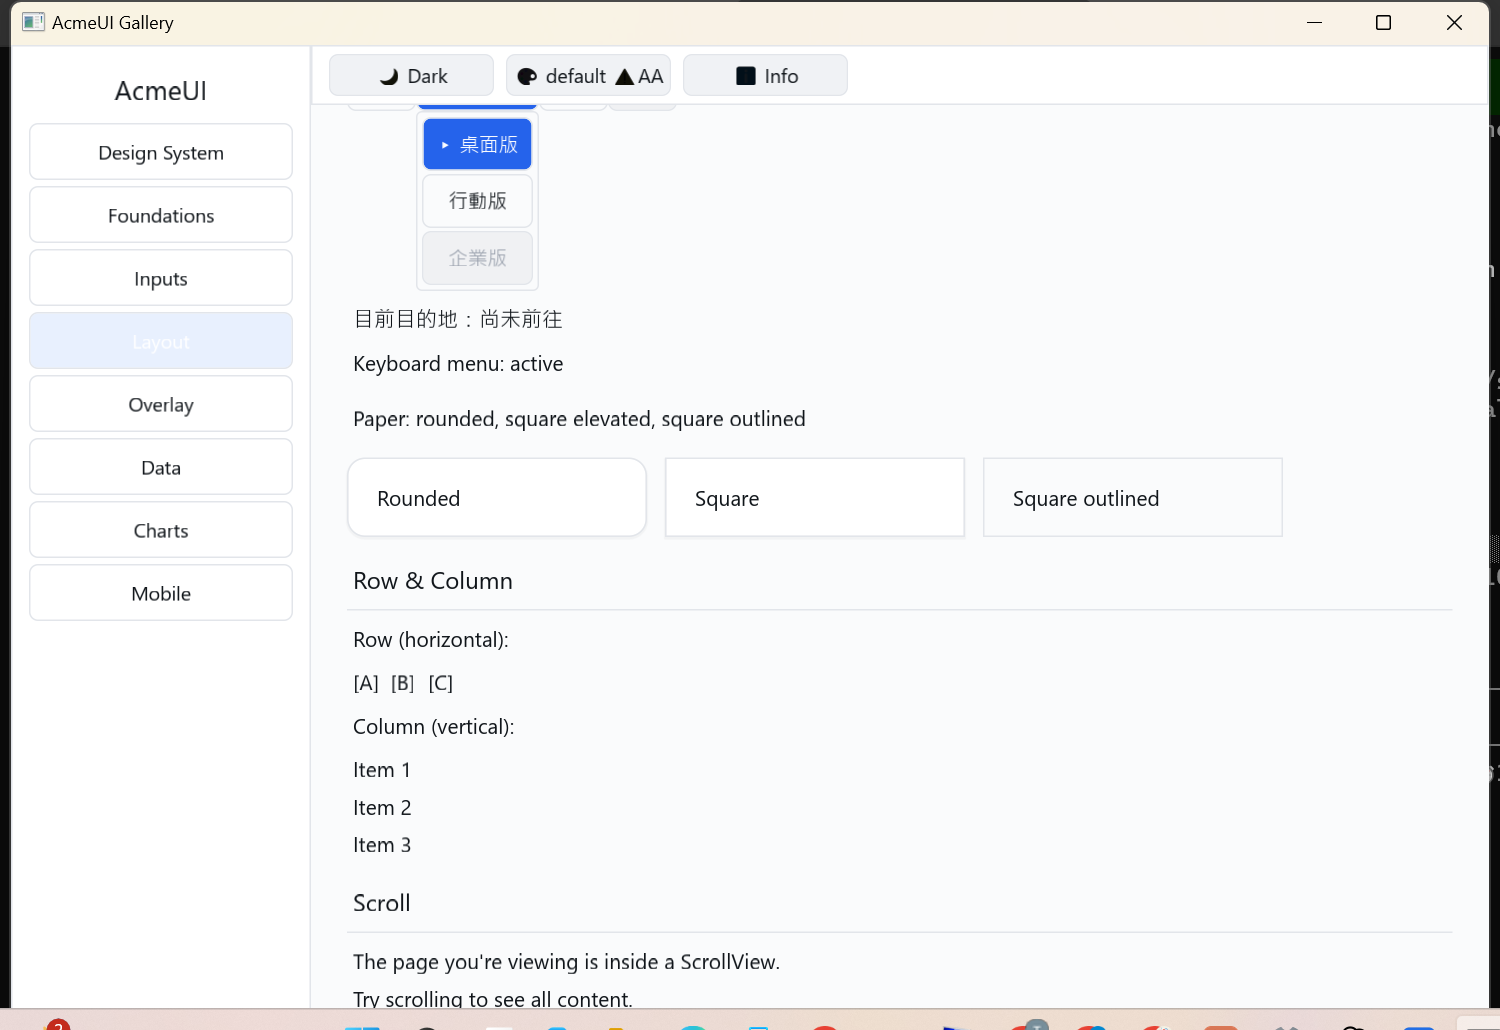 AcmeUI Gallery
AcmeUI
Design System
Foundations
Inputs
Layout
Overlay
Data
Charts
Mobile
Dark
default ▲ AA
Info
▸ 桌面版
行動版
企業版
目前目的地：尚未前往
Keyboard menu: active
Paper: rounded, square elevated, square outlined
Rounded
Square
Square outlined
Row & Column
Row (horizontal):
[A] [B] [C]
Column (vertical):
Item 1
Item 2
Item 3
Scroll
The page you're viewing is inside a ScrollView.
Try scrolling to see all content.
2